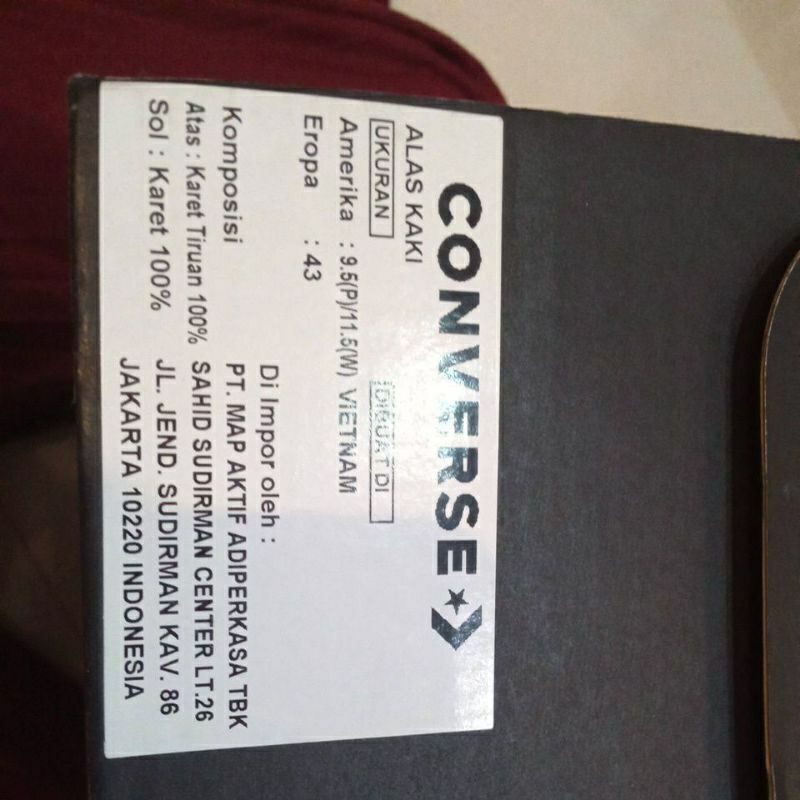 CONVERSE
ALAS KAKI
UKURAN
DIBUAT DI
Amerika : 9.5(P)/11.5(W) VIETNAM
Eropa : 43
Di Impor oleh :
Komposisi
PT. MAP AKTIF ADIPERKASA TBK
Atas : Karet Tiruan 100%
SAHID SUDIRMAN CENTER LT.26
Sol : Karet 100%
JL. JEND. SUDIRMAN KAV. 86
JAKARTA 10220 INDONESIA